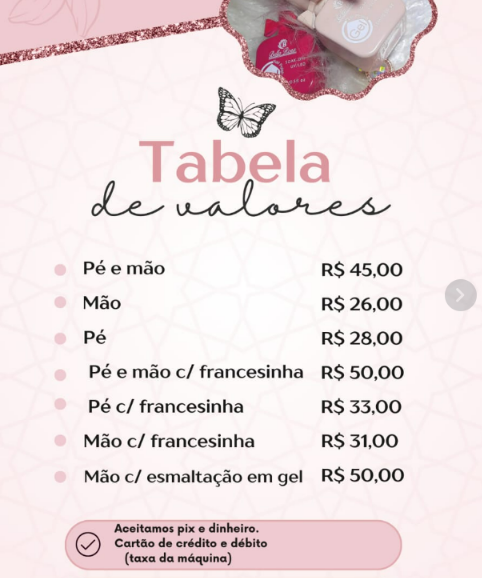 Tabela
de valores
Pé e mão R$ 45,00
Mão R$ 26,00
Pé R$ 28,00
Pé e mão c/ francesinha R$ 50,00
Pé c/ francesinha R$ 33,00
Mão c/ francesinha R$ 31,00
Mão c/ esmaltação em gel R$ 50,00
Aceitamos pix e dinheiro.
Cartão de crédito e débito
(taxa da máquina)